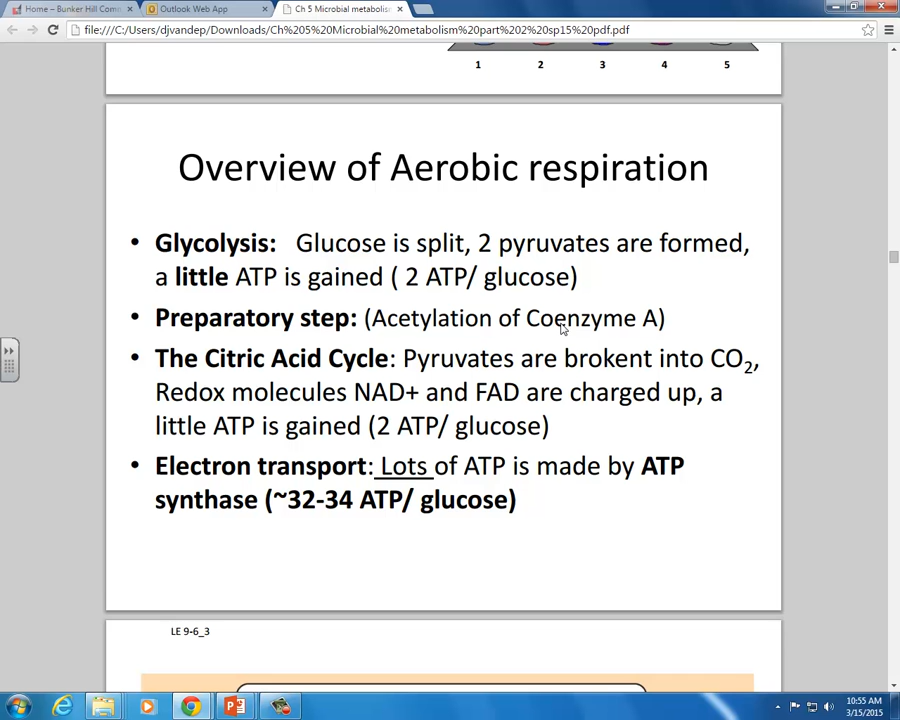 Home – Bunker Hill Comm
Outlook Web App
Ch 5 Microbial metabolism
file:///C:/Users/djvandep/Downloads/Ch%205%20Microbial%20metabolism%20part%202%20sp15%20pdf.pdf
1 2 3 4 5
Overview of Aerobic respiration
• Glycolysis: Glucose is split, 2 pyruvates are formed,
a little ATP is gained ( 2 ATP/ glucose)
• Preparatory step: (Acetylation of Coenzyme A)
• The Citric Acid Cycle: Pyruvates are brokent into CO2,
Redox molecules NAD+ and FAD are charged up, a
little ATP is gained (2 ATP/ glucose)
• Electron transport: Lots of ATP is made by ATP
synthase (~32-34 ATP/ glucose)
LE 9-6_3
10:55 AM
3/15/2015